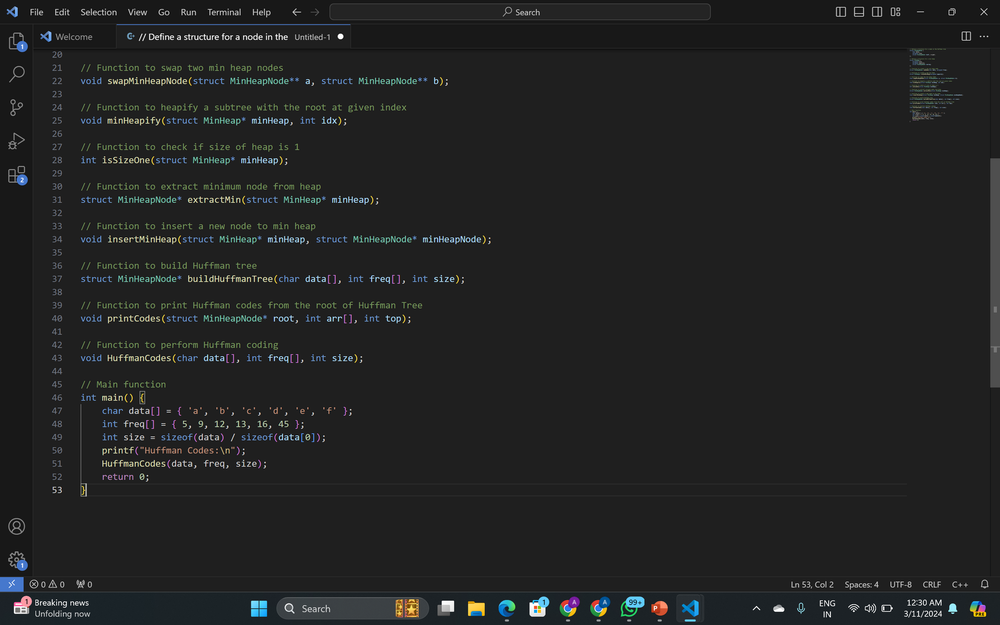 File Edit Selection View Go Run Terminal Help Search
Welcome // Define a structure for a node in the Untitled-1
20
21 // Function to swap two min heap nodes
22 void swapMinHeapNode(struct MinHeapNode** a, struct MinHeapNode** b);
23
24 // Function to heapify a subtree with the root at given index
25 void minHeapify(struct MinHeap* minHeap, int idx);
26
27 // Function to check if size of heap is 1
28 int isSizeOne(struct MinHeap* minHeap);
29
30 // Function to extract minimum node from heap
31 struct MinHeapNode* extractMin(struct MinHeap* minHeap);
32
33 // Function to insert a new node to min heap
34 void insertMinHeap(struct MinHeap* minHeap, struct MinHeapNode* minHeapNode);
35
36 // Function to build Huffman tree
37 struct MinHeapNode* buildHuffmanTree(char data[], int freq[], int size);
38
39 // Function to print Huffman codes from the root of Huffman Tree
40 void printCodes(struct MinHeapNode* root, int arr[], int top);
41
42 // Function to perform Huffman coding
43 void HuffmanCodes(char data[], int freq[], int size);
44
45 // Main function
46 int main() {
47 char data[] = { 'a', 'b', 'c', 'd', 'e', 'f' };
48 int freq[] = { 5, 9, 12, 13, 16, 45 };
49 int size = sizeof(data) / sizeof(data[0]);
50 printf("Huffman Codes:\n");
51 HuffmanCodes(data, freq, size);
52 return 0;
53 }
1
2
1
0 0 0 Ln 53, Col 2 Spaces: 4 UTF-8 CRLF C++
1 Breaking news
Unfolding now
Search
1 A A 99+ P
ENG
IN
12:30 AM
3/11/2024
PRE